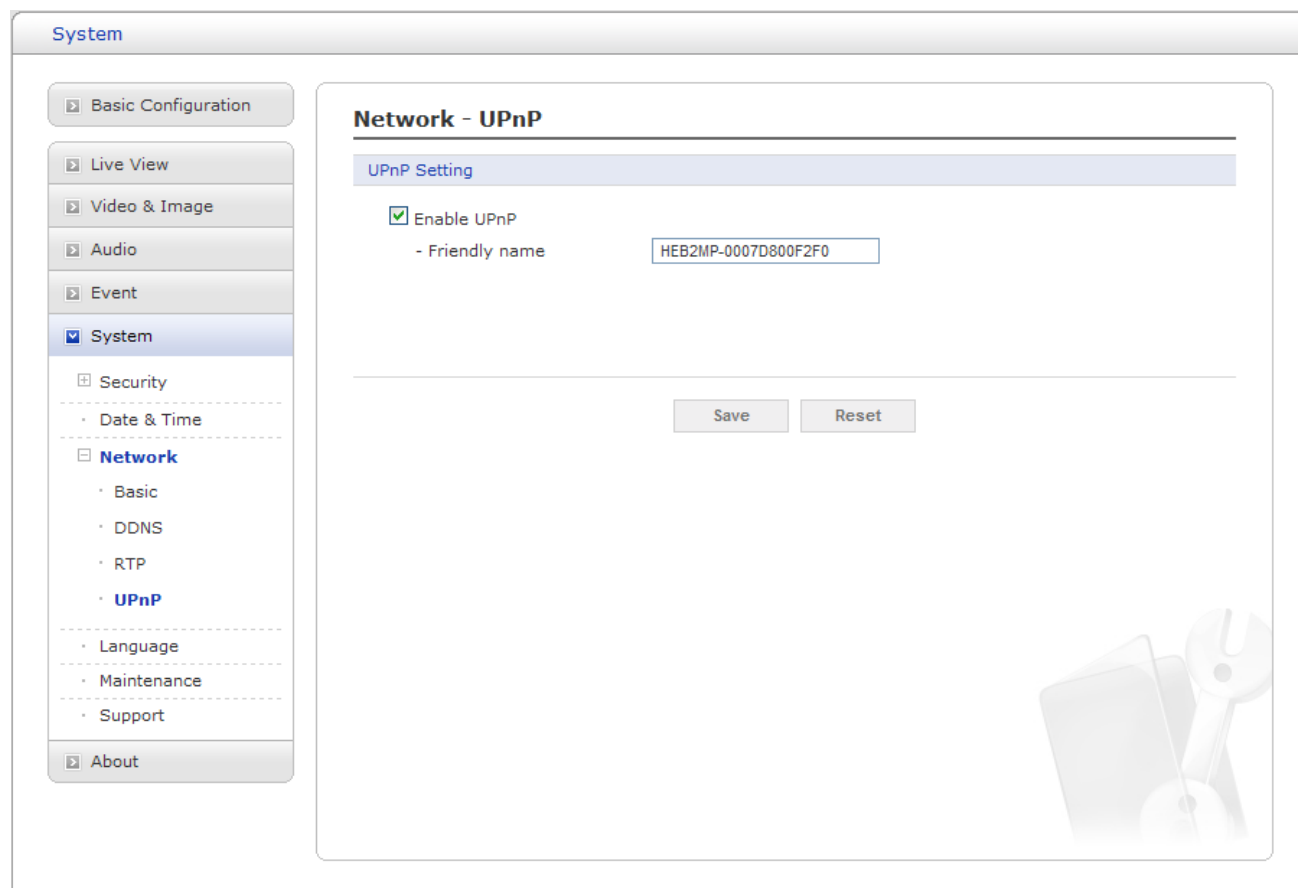 System
Basic Configuration
Live View
Video & Image
Audio
Event
System
Security
Date & Time
Network
Basic
DDNS
RTP
UPnP
Language
Maintenance
Support
About
Network - UPnP
UPnP Setting
Enable UPnP
- Friendly name HEB2MP-0007D800F2F0
Save Reset